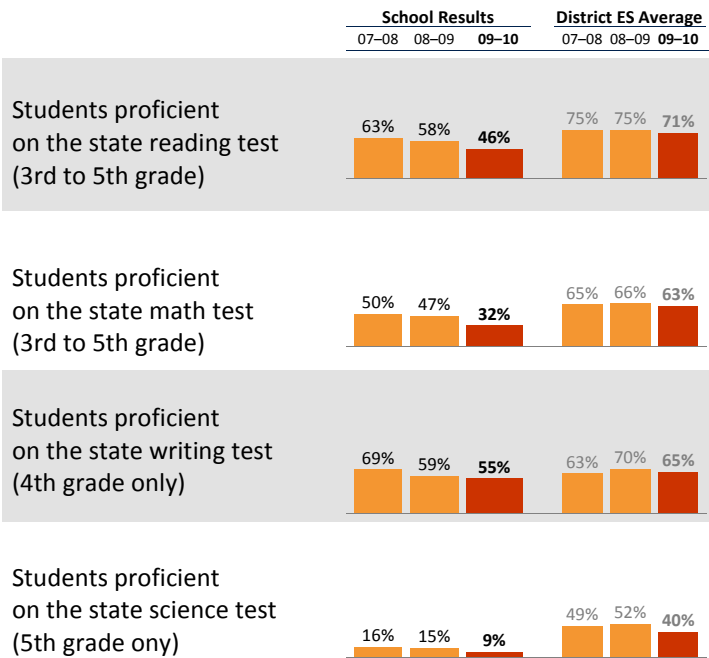 School Results District ES Average
07–08 08–09 09–10 07–08 08–09 09–10
Students proficient
on the state reading test
(3rd to 5th grade)
63% 58% 46% 75% 75% 71%
Students proficient
on the state math test
(3rd to 5th grade)
50% 47% 32% 65% 66% 63%
Students proficient
on the state writing test
(4th grade only)
69% 59% 55% 63% 70% 65%
Students proficient
on the state science test
(5th grade ony)
16% 15% 9% 49% 52% 40%